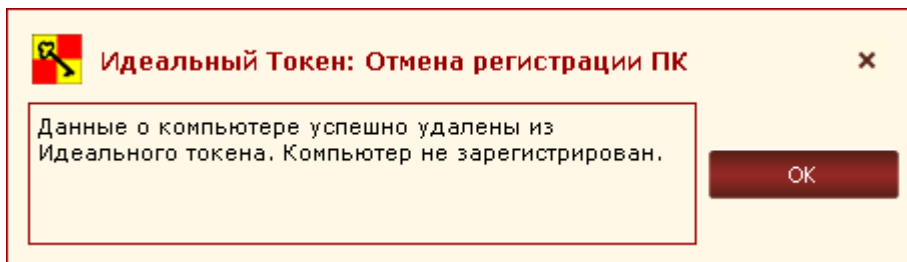 Идеальный Токен: Отмена регистрации ПК
Данные о компьютере успешно удалены из
Идеального токена. Компьютер не зарегистрирован.
OK